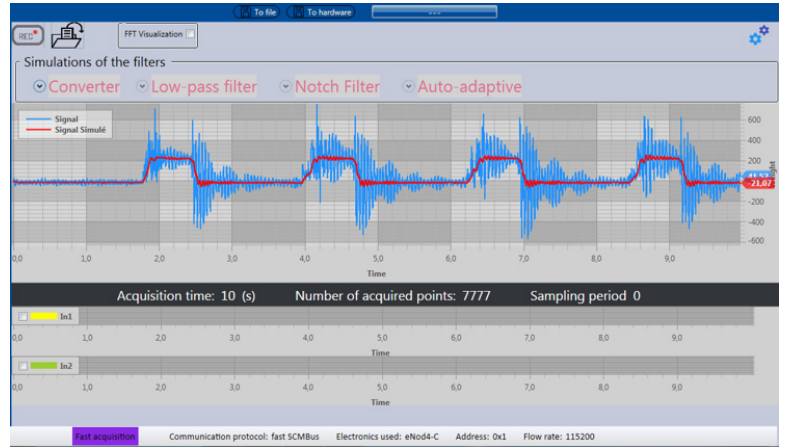 To file To hardware ---
REC FFT Visualization
Simulations of the filters
Converter Low-pass filter Notch Filter Auto-adaptive
Signal
Signal Simulé
600
400
200
-21,07
-200
-400
-600
0,0 1,0 2,0 3,0 4,0 5,0 6,0 7,0 8,0 9,0
Time
Acquisition time: 10 (s) Number of acquired points: 7777 Sampling period 0
In1
0,0 1,0 2,0 3,0 4,0 5,0 6,0 7,0 8,0 9,0
Time
In2
0,0 1,0 2,0 3,0 4,0 5,0 6,0 7,0 8,0 9,0
Time
Fast acquisition Communication protocol: fast SCMBus Electronics used: eNod4-C Address: 0x1 Flow rate: 115200